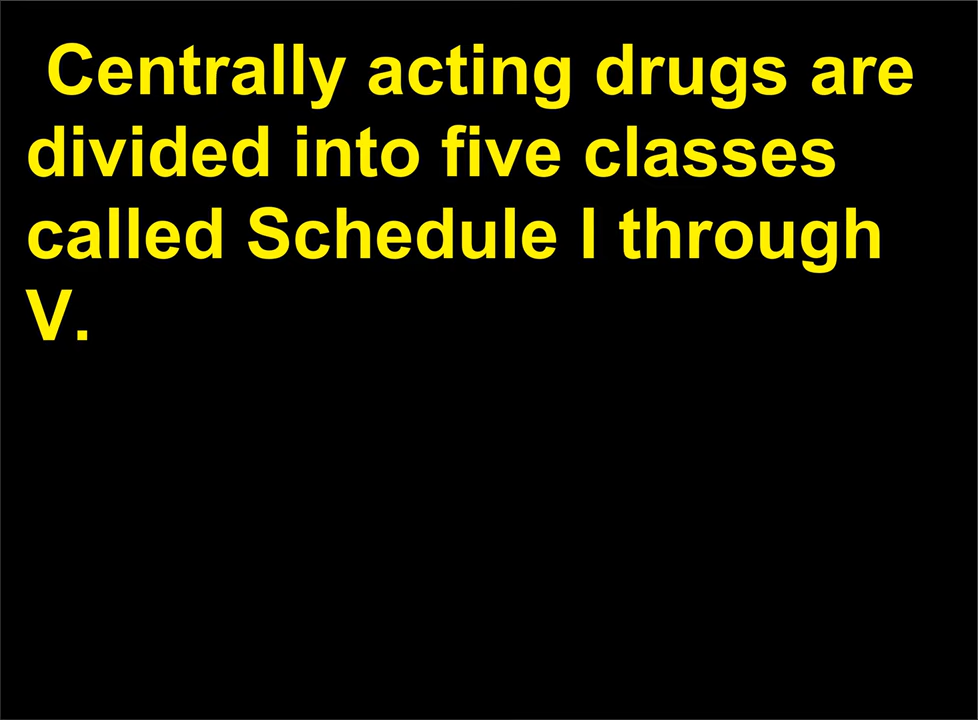 Centrally acting drugs are
divided into five classes
called Schedule I through
V.